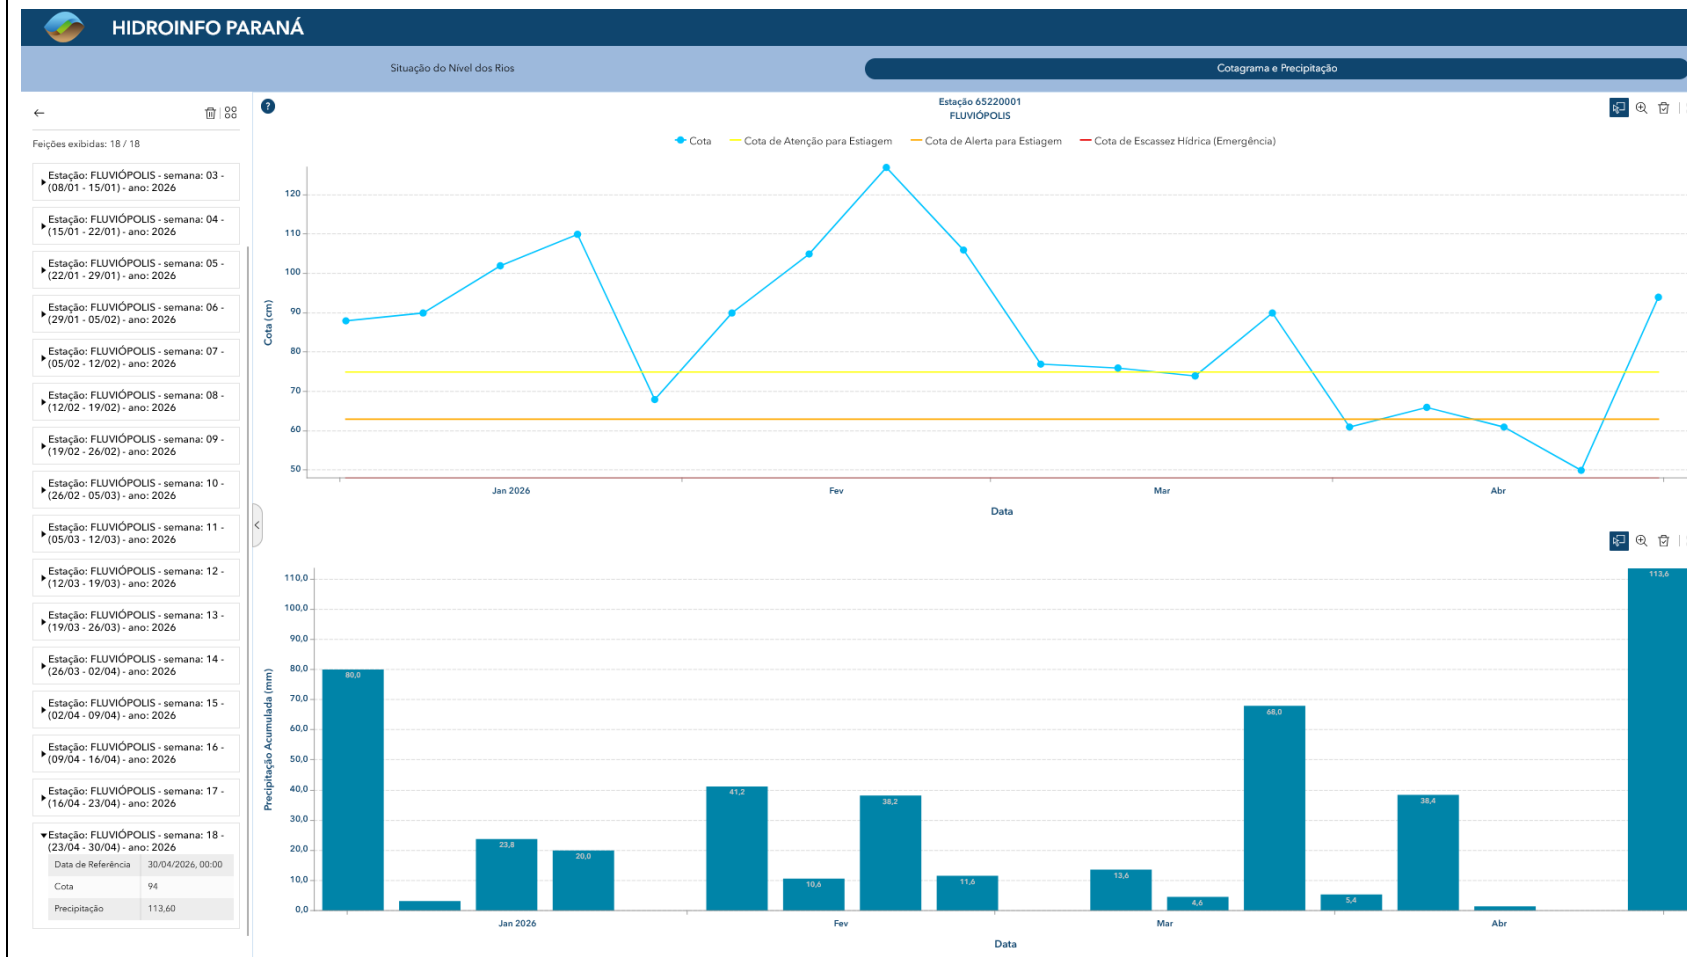 HIDROINFO PARANÁ
Situação do Nível dos Rios
Cotagrama e Precipitação
Feições exibidas: 18 / 18
Estação: FLUVIÓPOLIS - semana: 03 -
(08/01 - 15/01) - ano: 2026
Estação: FLUVIÓPOLIS - semana: 04 -
(15/01 - 22/01) - ano: 2026
Estação: FLUVIÓPOLIS - semana: 05 -
(22/01 - 29/01) - ano: 2026
Estação: FLUVIÓPOLIS - semana: 06 -
(29/01 - 05/02) - ano: 2026
Estação: FLUVIÓPOLIS - semana: 07 -
(05/02 - 12/02) - ano: 2026
Estação: FLUVIÓPOLIS - semana: 08 -
(12/02 - 19/02) - ano: 2026
Estação: FLUVIÓPOLIS - semana: 09 -
(19/02 - 26/02) - ano: 2026
Estação: FLUVIÓPOLIS - semana: 10 -
(26/02 - 05/03) - ano: 2026
Estação: FLUVIÓPOLIS - semana: 11 -
(05/03 - 12/03) - ano: 2026
Estação: FLUVIÓPOLIS - semana: 12 -
(12/03 - 19/03) - ano: 2026
Estação: FLUVIÓPOLIS - semana: 13 -
(19/03 - 26/03) - ano: 2026
Estação: FLUVIÓPOLIS - semana: 14 -
(26/03 - 02/04) - ano: 2026
Estação: FLUVIÓPOLIS - semana: 15 -
(02/04 - 09/04) - ano: 2026
Estação: FLUVIÓPOLIS - semana: 16 -
(09/04 - 16/04) - ano: 2026
Estação: FLUVIÓPOLIS - semana: 17 -
(16/04 - 23/04) - ano: 2026
Estação: FLUVIÓPOLIS - semana: 18 -
(23/04 - 30/04) - ano: 2026
Data de Referência 30/04/2026, 00:00
Cota 94
Precipitação 113,60
?
Estação 65220001
FLUVIÓPOLIS
Cota Cota de Atenção para Estiagem Cota de Alerta para Estiagem Cota de Escassez Hídrica (Emergência)
Cota (cm)
120
110
100
90
80
70
60
50
Jan 2026 Fev Mar Abr
Data
Precipitação Acumulada (mm)
110,0
100,0
90,0
80,0
70,0
60,0
50,0
40,0
30,0
20,0
10,0
0,0
80,0
23,8
20,0
41,2
10,6
38,2
11,6
13,6
4,6
68,0
5,4
38,4
113,6
Jan 2026 Fev Mar Abr
Data